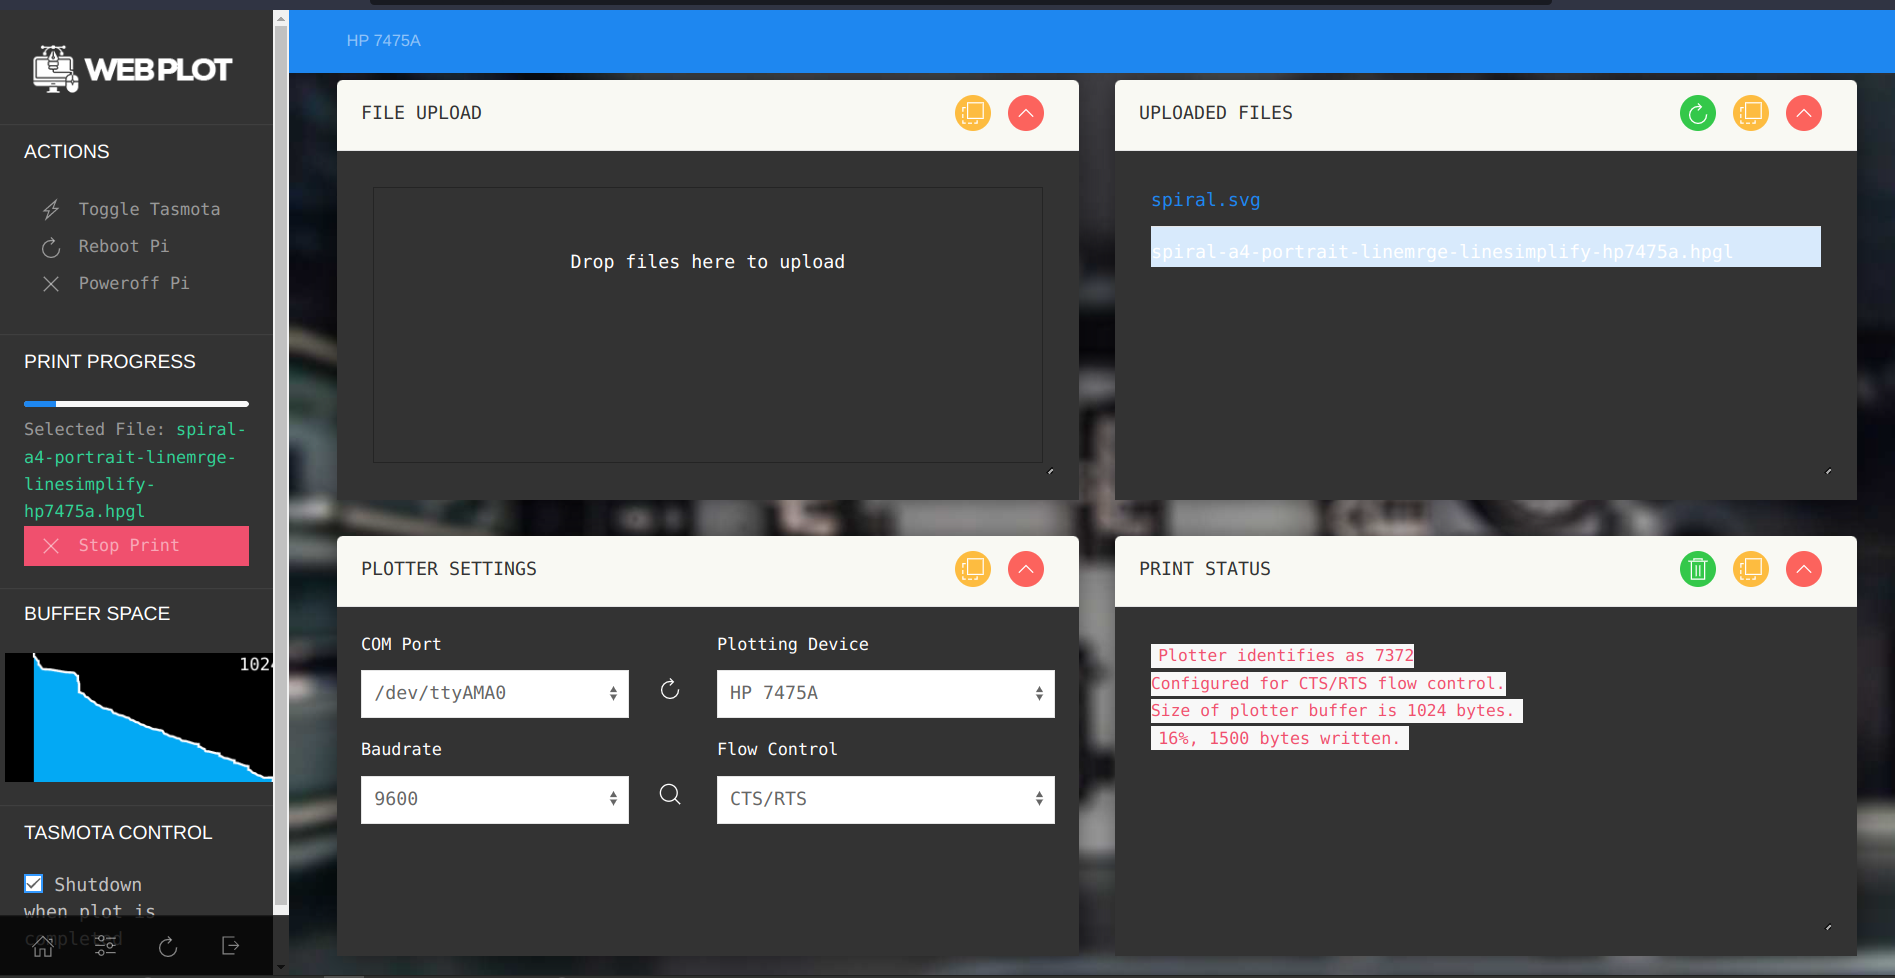 WEBPLOT
HP 7475A
ACTIONS
Toggle Tasmota
Reboot Pi
Poweroff Pi
PRINT PROGRESS
Selected File: spiral-
a4-portrait-linemrge-
linesimplify-
hp7475a.hpgl
Stop Print
BUFFER SPACE
1024
TASMOTA CONTROL
Shutdown
when plot is
completed
FILE UPLOAD
Drop files here to upload
UPLOADED FILES
spiral.svg
spiral-a4-portrait-linemrge-linesimplify-hp7475a.hpgl
PLOTTER SETTINGS
COM Port
Plotting Device
/dev/ttyAMA0
HP 7475A
Baudrate
Flow Control
9600
CTS/RTS
PRINT STATUS
Plotter identifies as 7372
Configured for CTS/RTS flow control.
Size of plotter buffer is 1024 bytes.
16%, 1500 bytes written.